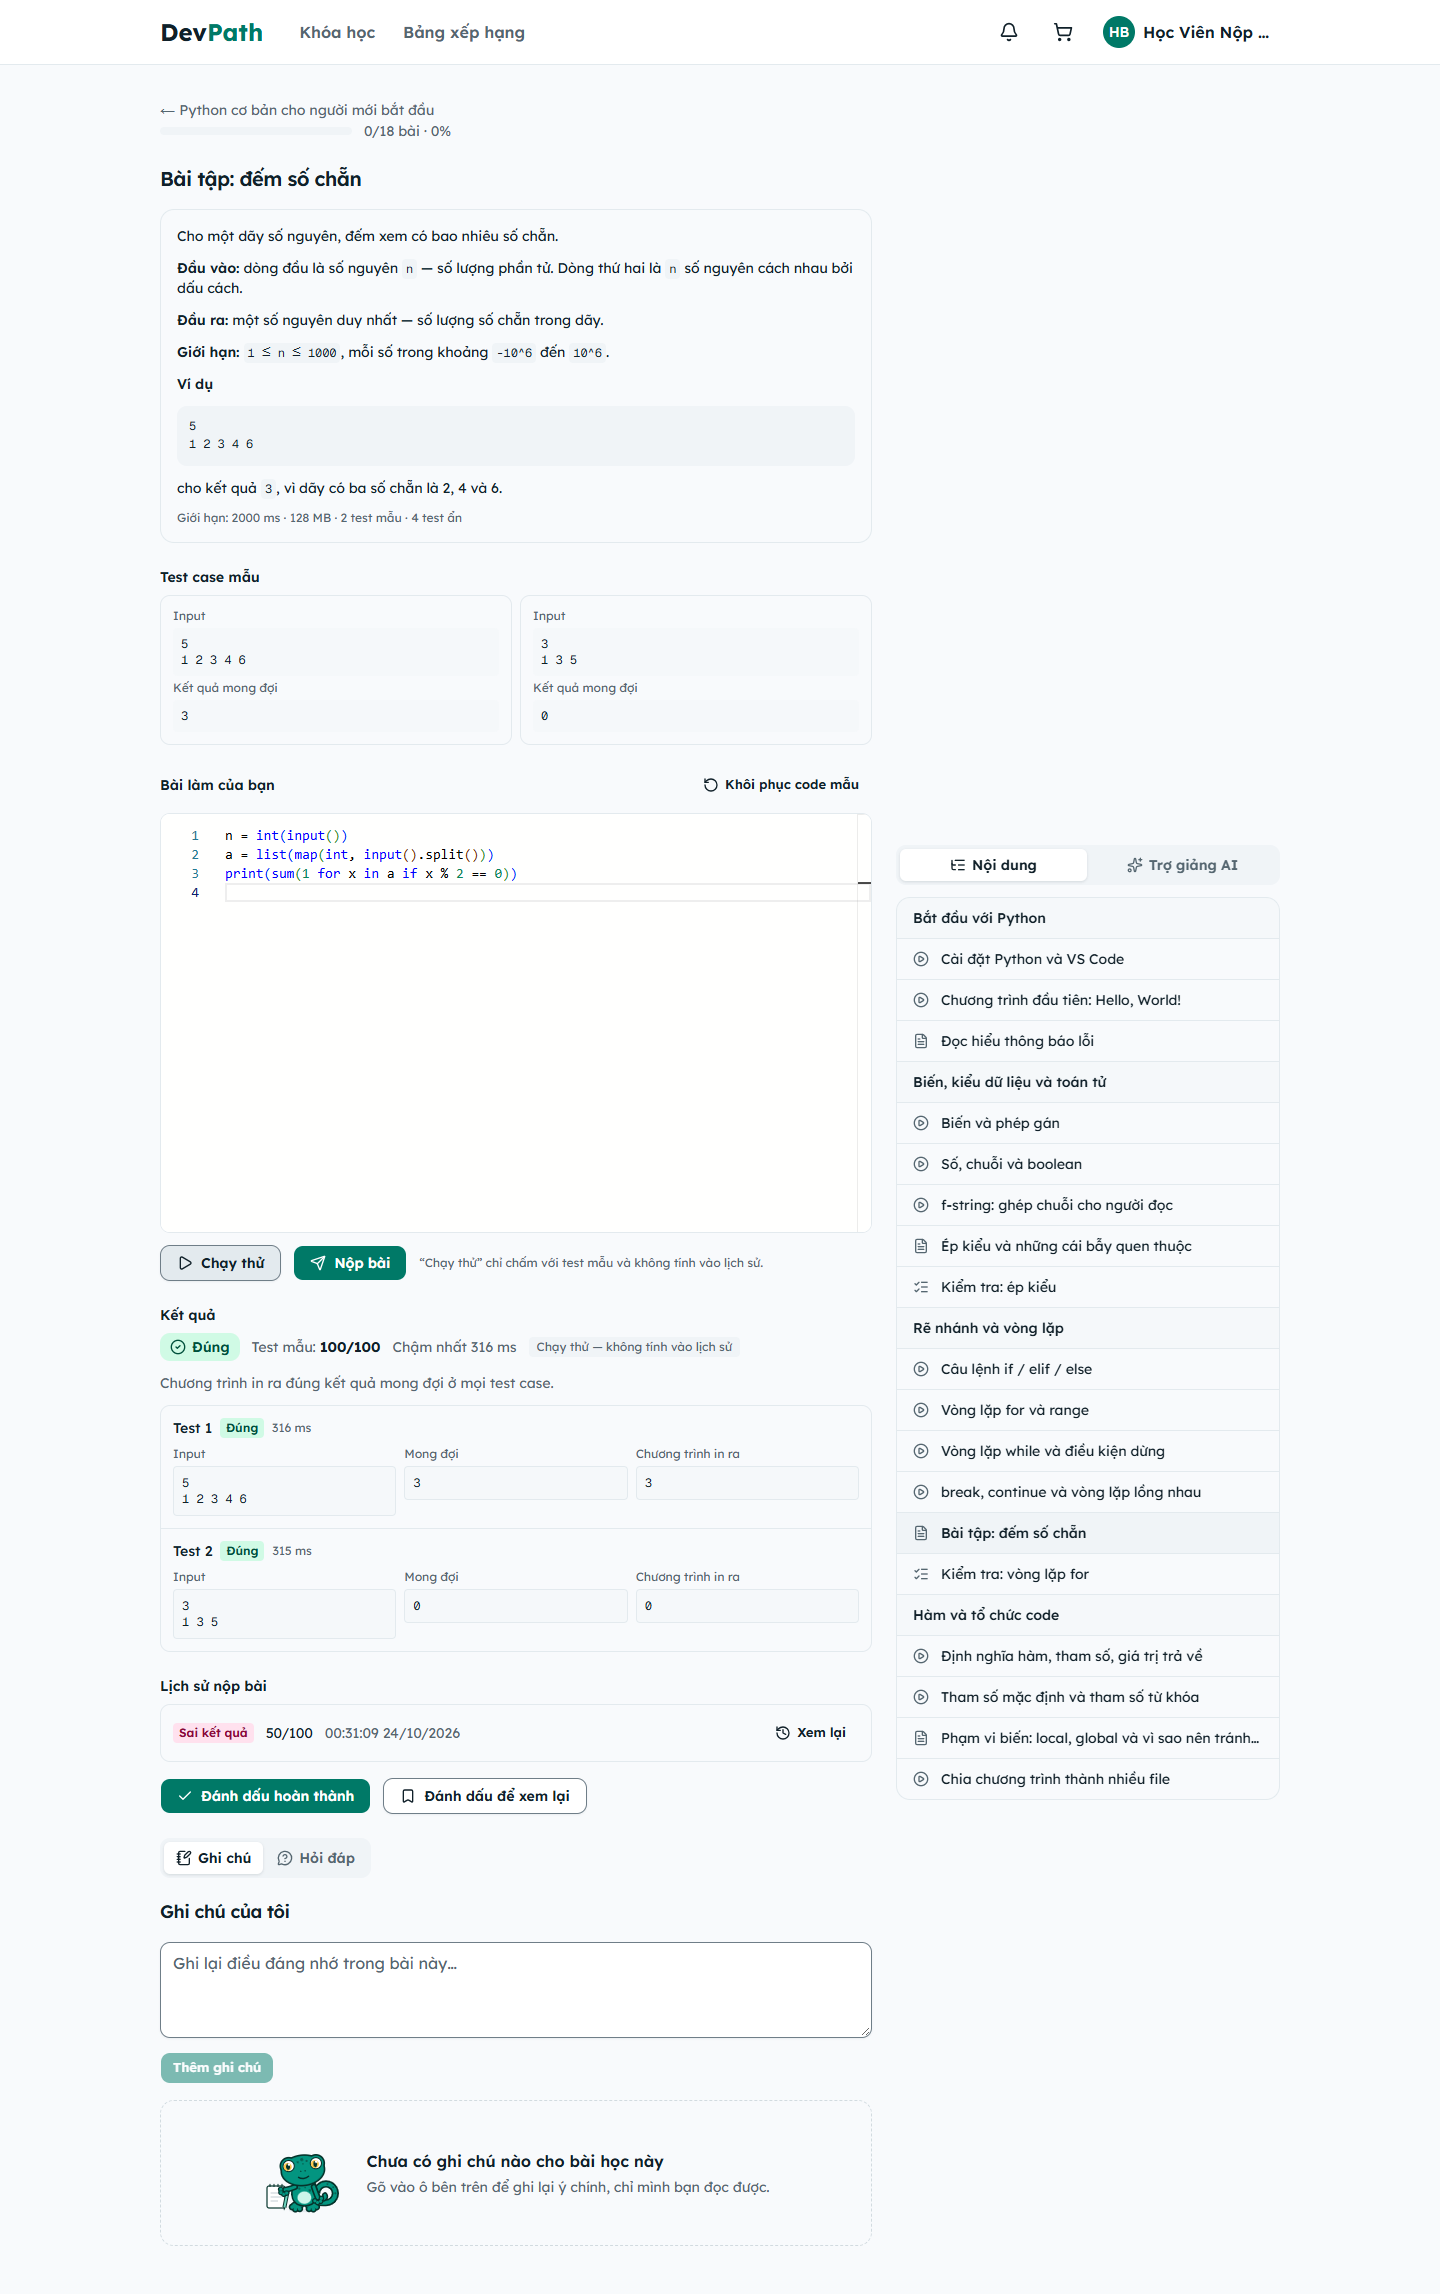 DevPath
Khóa học
Bảng xếp hạng
HB
Học Viên Nộp ...
← Python cơ bản cho người mới bắt đầu
0/18 bài · 0%
Bài tập: đếm số chẵn
Cho một dãy số nguyên, đếm xem có bao nhiêu số chẵn.
Đầu vào: dòng đầu là số nguyên n — số lượng phần tử. Dòng thứ hai là n số nguyên cách nhau bởi
dấu cách.
Đầu ra: một số nguyên duy nhất — số lượng số chẵn trong dãy.
Giới hạn: 1 ≤ n ≤ 1000, mỗi số trong khoảng -10^6 đến 10^6.
Ví dụ
5
1 2 3 4 6
cho kết quả 3, vì dãy có ba số chẵn là 2, 4 và 6.
Giới hạn: 2000 ms · 128 MB · 2 test mẫu · 4 test ẩn
Test case mẫu
Input
5
1 2 3 4 6
Kết quả mong đợi
3
Input
3
1 3 5
Kết quả mong đợi
0
Bài làm của bạn
Khôi phục code mẫu
1 n = int(input())
2 a = list(map(int, input().split()))
3 print(sum(1 for x in a if x % 2 == 0))
4
Chạy thử
Nộp bài
“Chạy thử” chỉ chấm với test mẫu và không tính vào lịch sử.
Kết quả
Đúng
Test mẫu: 100/100
Chậm nhất 316 ms
Chạy thử — không tính vào lịch sử
Chương trình in ra đúng kết quả mong đợi ở mọi test case.
Test 1 Đúng 316 ms
Input
5
1 2 3 4 6
Mong đợi
3
Chương trình in ra
3
Test 2 Đúng 315 ms
Input
3
1 3 5
Mong đợi
0
Chương trình in ra
0
Lịch sử nộp bài
Sai kết quả 50/100 00:31:09 24/10/2026
Xem lại
Đánh dấu hoàn thành
Đánh dấu để xem lại
Ghi chú
Hỏi đáp
Ghi chú của tôi
Ghi lại điều đáng nhớ trong bài này...
Thêm ghi chú
Chưa có ghi chú nào cho bài học này
Gõ vào ô bên trên để ghi lại ý chính, chỉ mình bạn đọc được.
Nội dung
Trợ giảng AI
Bắt đầu với Python
Cài đặt Python và VS Code
Chương trình đầu tiên: Hello, World!
Đọc hiểu thông báo lỗi
Biến, kiểu dữ liệu và toán tử
Biến và phép gán
Số, chuỗi và boolean
f-string: ghép chuỗi cho người đọc
Ép kiểu và những cái bẫy quen thuộc
Kiểm tra: ép kiểu
Rẽ nhánh và vòng lặp
Câu lệnh if / elif / else
Vòng lặp for và range
Vòng lặp while và điều kiện dừng
break, continue và vòng lặp lồng nhau
Bài tập: đếm số chẵn
Kiểm tra: vòng lặp for
Hàm và tổ chức code
Định nghĩa hàm, tham số, giá trị trả về
Tham số mặc định và tham số từ khóa
Phạm vi biến: local, global và vì sao nên tránh...
Chia chương trình thành nhiều file